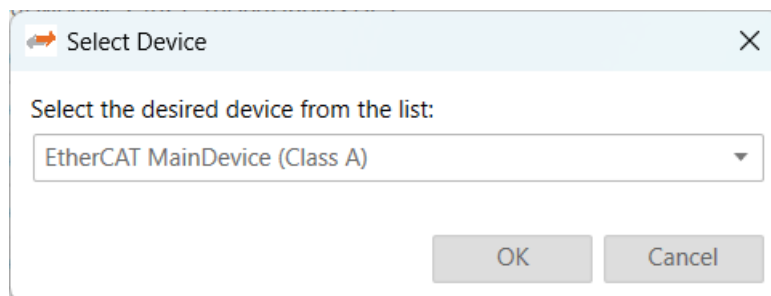 Select Device
Select the desired device from the list:
EtherCAT MainDevice (Class A)
OK
Cancel